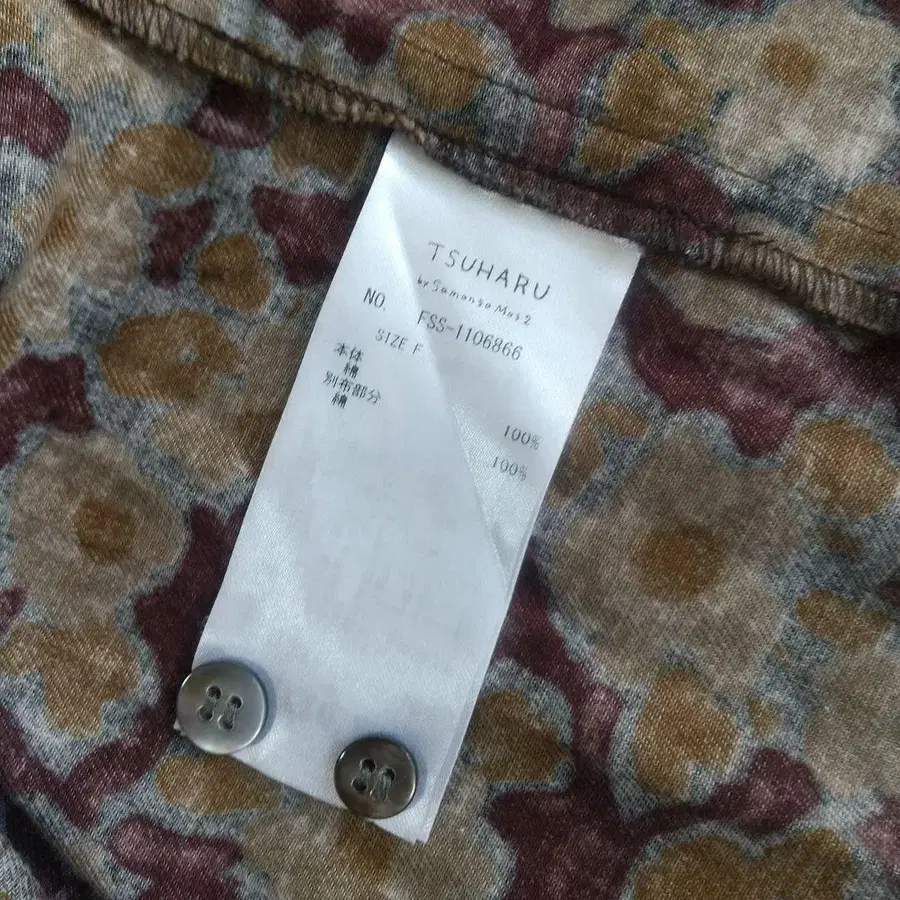 TSUHARU
by Samansa Mos2
NO. FSS-1106866
SIZE F
本体
綿 100%
別布部分
綿 100%